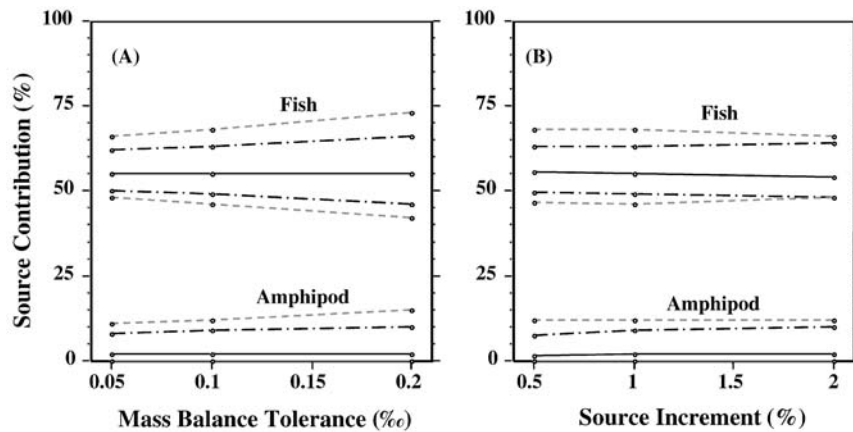 100
(A)
Fish
75
50
25
Amphipod
0
0.05
0.1
0.15
0.2
Source Contribution (%)
Mass Balance Tolerance (‰)
100
(B)
Fish
75
50
25
Amphipod
0
0.5
1
1.5
2
Source Increment (%)